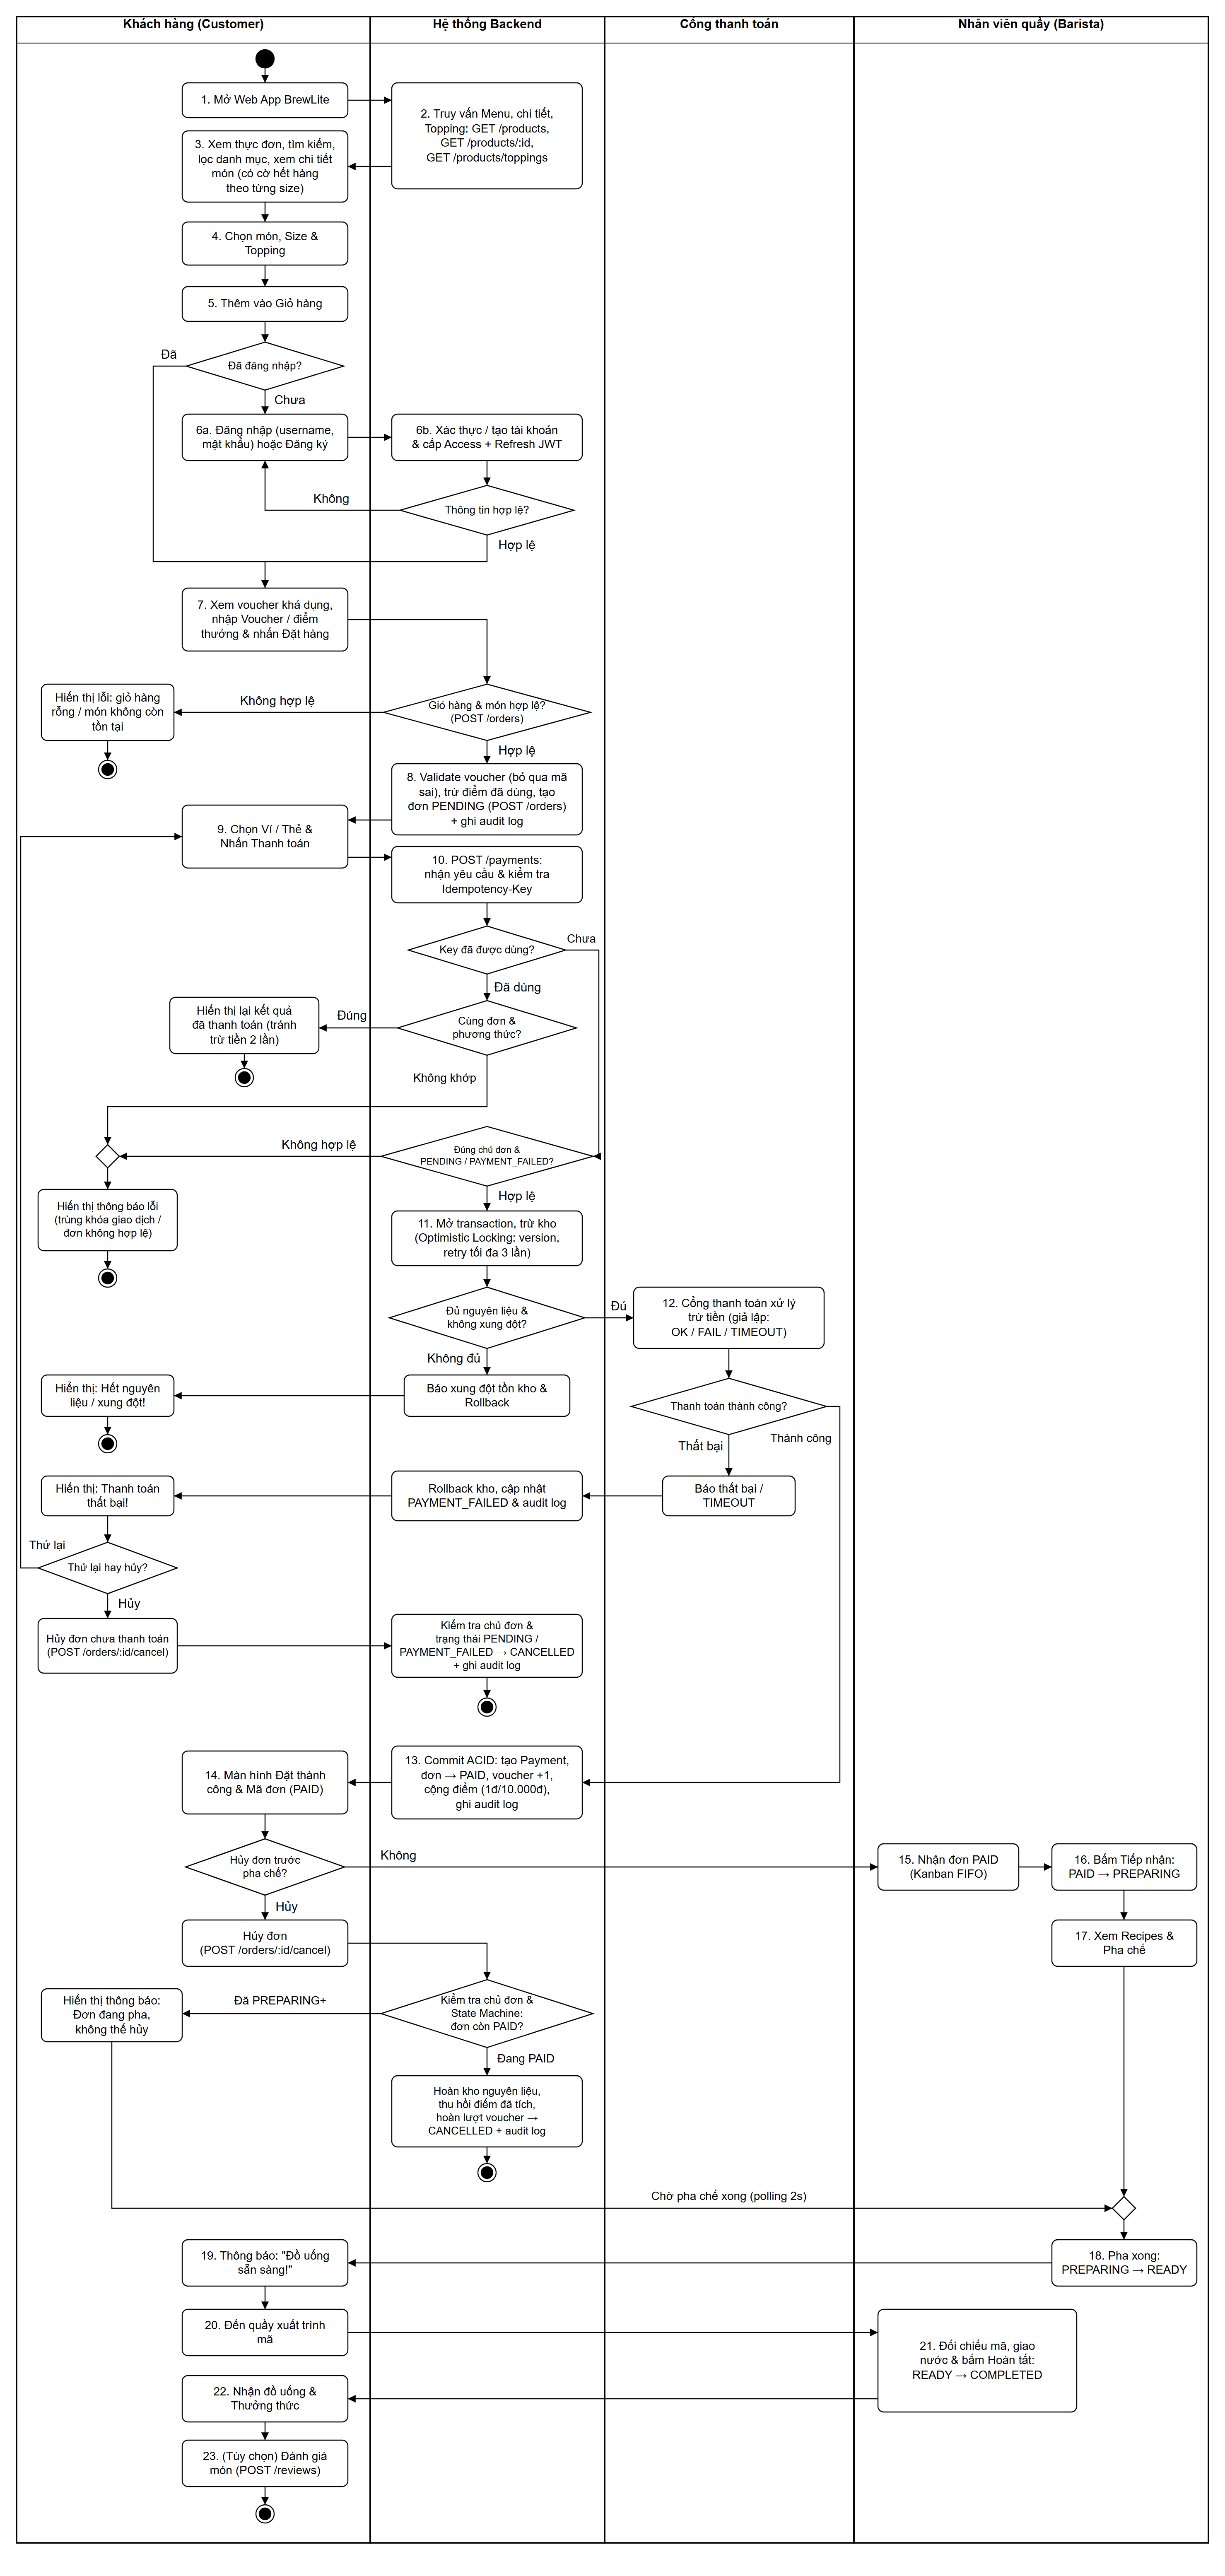 Khách hàng (Customer)
Hệ thống Backend
Cổng thanh toán
Nhân viên quầy (Barista)
1. Mở Web App BrewLite
2. Truy vấn Menu, chi tiết,
Topping: GET /products,
GET /products/:id,
GET /products/toppings
3. Xem thực đơn, tìm kiếm,
lọc danh mục, xem chi tiết
món (có cờ hết hàng
theo từng size)
4. Chọn món, Size &
Topping
5. Thêm vào Giỏ hàng
Đã
Đã đăng nhập?
Chưa
6a. Đăng nhập (username,
mật khẩu) hoặc Đăng ký
6b. Xác thực / tạo tài khoản
& cấp Access + Refresh JWT
Không
Thông tin hợp lệ?
Hợp lệ
7. Xem voucher khả dụng,
nhập Voucher / điểm
thưởng & nhấn Đặt hàng
Hiển thị lỗi: giỏ hàng
rỗng / món không còn
tồn tại
Không hợp lệ
Giỏ hàng & món hợp lệ?
(POST /orders)
Hợp lệ
8. Validate voucher (bỏ qua mã
sai), trừ điểm đã dùng, tạo
đơn PENDING (POST /orders)
+ ghi audit log
9. Chọn Ví / Thẻ &
Nhấn Thanh toán
10. POST /payments:
nhận yêu cầu & kiểm tra
Idempotency-Key
Key đã được dùng?
Chưa
Đã dùng
Hiển thị lại kết quả
đã thanh toán (tránh
trừ tiền 2 lần)
Đúng
Cùng đơn &
phương thức?
Không khớp
Không hợp lệ
Đúng chủ đơn &
PENDING / PAYMENT_FAILED?
Hợp lệ
Hiển thị thông báo lỗi
(trùng khóa giao dịch /
đơn không hợp lệ)
11. Mở transaction, trừ kho
(Optimistic Locking: version,
retry tối đa 3 lần)
Đủ nguyên liệu &
không xung đột?
Đủ
12. Cổng thanh toán xử lý
trừ tiền (giả lập:
OK / FAIL / TIMEOUT)
Không đủ
Hiển thị: Hết nguyên
liệu / xung đột!
Báo xung đột tồn kho &
Rollback
Thanh toán thành công?
Thành công
Thất bại
Hiển thị: Thanh toán
thất bại!
Rollback kho, cập nhật
PAYMENT_FAILED & audit log
Báo thất bại /
TIMEOUT
Thử lại
Thử lại hay hủy?
Hủy
Hủy đơn chưa thanh toán
(POST /orders/:id/cancel)
Kiểm tra chủ đơn &
trạng thái PENDING /
PAYMENT_FAILED → CANCELLED
+ ghi audit log
14. Màn hình Đặt thành
công & Mã đơn (PAID)
13. Commit ACID: tạo Payment,
đơn → PAID, voucher +1,
cộng điểm (1đ/10.000đ),
ghi audit log
Hủy đơn trước
pha chế?
Không
15. Nhận đơn PAID
(Kanban FIFO)
16. Bấm Tiếp nhận:
PAID → PREPARING
Hủy
Hủy đơn
(POST /orders/:id/cancel)
17. Xem Recipes &
Pha chế
Hiển thị thông báo:
Đơn đang pha,
không thể hủy
Đã PREPARING+
Kiểm tra chủ đơn &
State Machine:
đơn còn PAID?
Đang PAID
Hoàn kho nguyên liệu,
thu hồi điểm đã tích,
hoàn lượt voucher →
CANCELLED + audit log
Chờ pha chế xong (polling 2s)
19. Thông báo: "Đồ uống
sẵn sàng!"
18. Pha xong:
PREPARING → READY
20. Đến quầy xuất trình
mã
21. Đối chiếu mã, giao
nước & bấm Hoàn tất:
READY → COMPLETED
22. Nhận đồ uống &
Thưởng thức
23. (Tùy chọn) Đánh giá
món (POST /reviews)